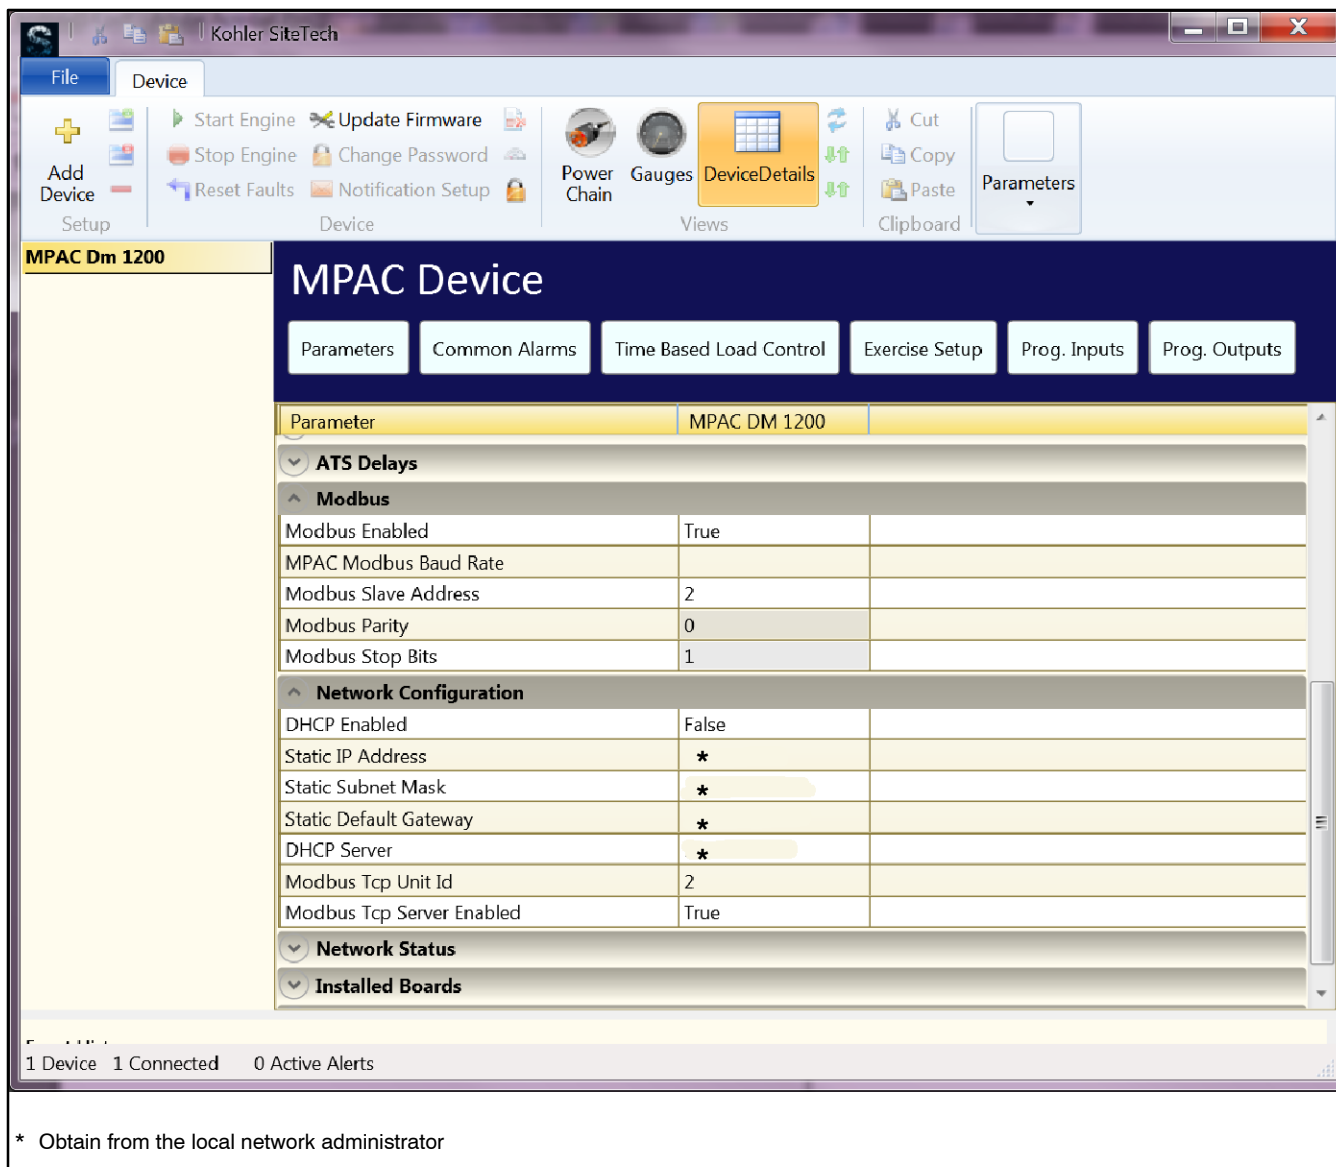 Kohler SiteTech
File Device
Start Engine Update Firmware
Stop Engine Change Password
Reset Faults Notification Setup
Add
Device
Power
Chain
Gauges
DeviceDetails
Cut
Copy
Paste
Parameters
Setup Device Views Clipboard
MPAC Dm 1200
MPAC Device
Parameters Common Alarms Time Based Load Control Exercise Setup Prog. Inputs Prog. Outputs
Parameter MPAC DM 1200
ATS Delays
Modbus
Modbus Enabled True
MPAC Modbus Baud Rate
Modbus Slave Address 2
Modbus Parity 0
Modbus Stop Bits 1
Network Configuration
DHCP Enabled False
Static IP Address *
Static Subnet Mask *
Static Default Gateway *
DHCP Server *
Modbus Tcp Unit Id 2
Modbus Tcp Server Enabled True
Network Status
Installed Boards
1 Device 1 Connected 0 Active Alerts
* Obtain from the local network administrator